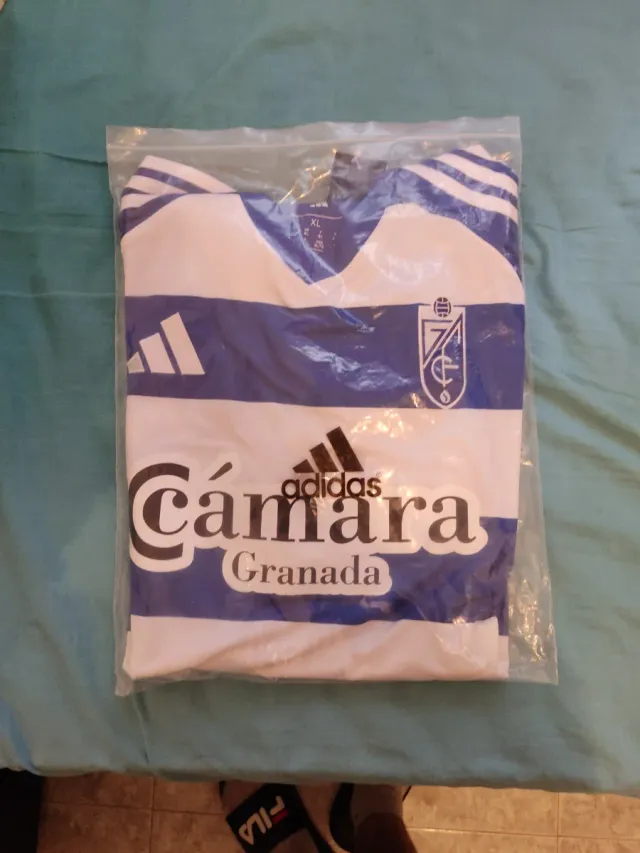 XL
adidas
Cámara
Granada
FILA